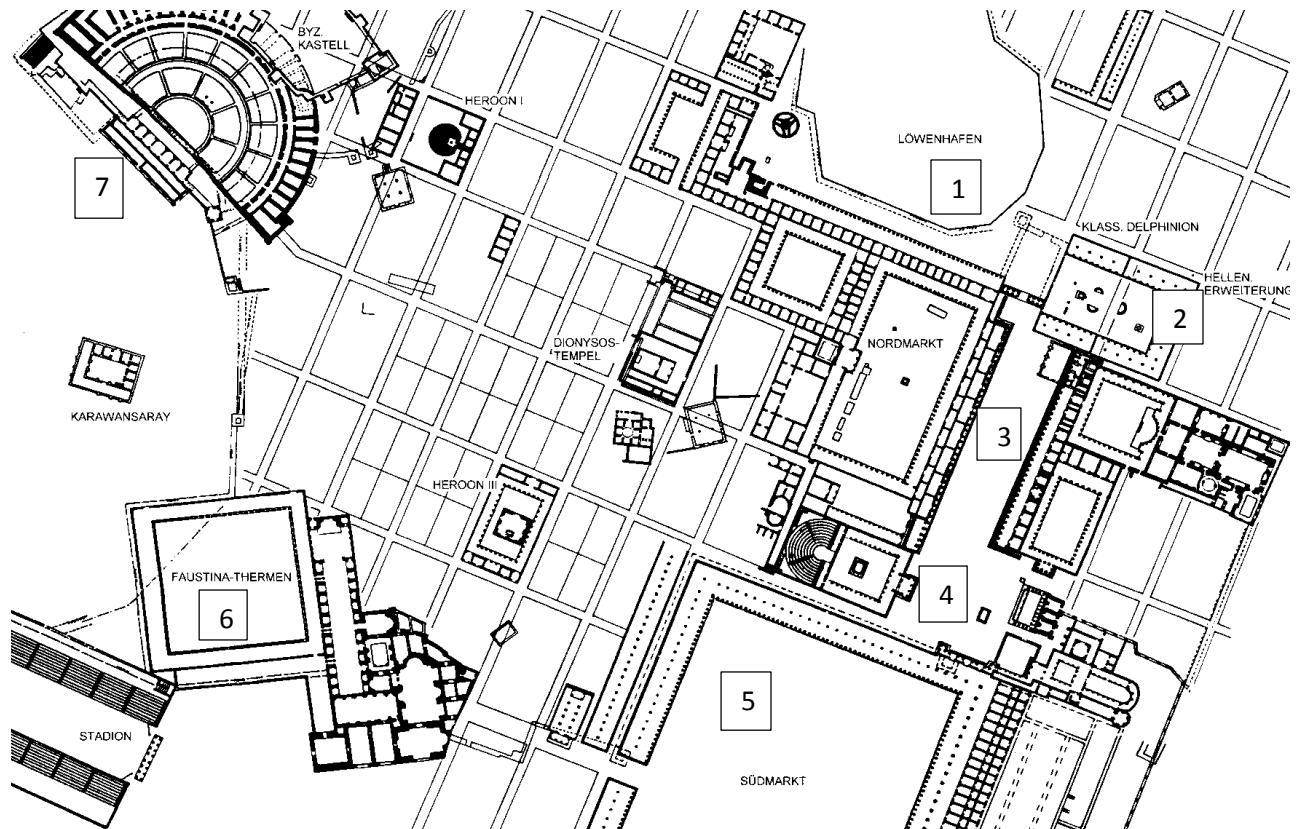 BYZ.
KASTELL
HEROON I
LÖWENHAFEN
7
1
KLASS. DELPHINION
HELLEN.
ERWEITERUNG
2
DIONYSOS-
TEMPEL
NORDMARKT
KARAWANSARAY
3
HEROON III
FAUSTINA-THERMEN
6
4
5
STADION
SÜDMARKT